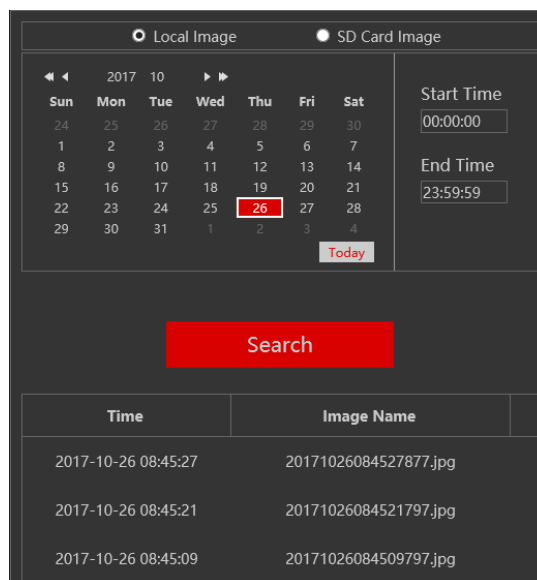 Local Image SD Card Image
2017 10
Sun Mon Tue Wed Thu Fri Sat
24 25 26 27 28 29 30
1 2 3 4 5 6 7
8 9 10 11 12 13 14
15 16 17 18 19 20 21
22 23 24 25 26 27 28
29 30 31 1 2 3 4
Today
Start Time
00:00:00
End Time
23:59:59
Search
Time Image Name
2017-10-26 08:45:27 20171026084527877.jpg
2017-10-26 08:45:21 20171026084521797.jpg
2017-10-26 08:45:09 20171026084509797.jpg